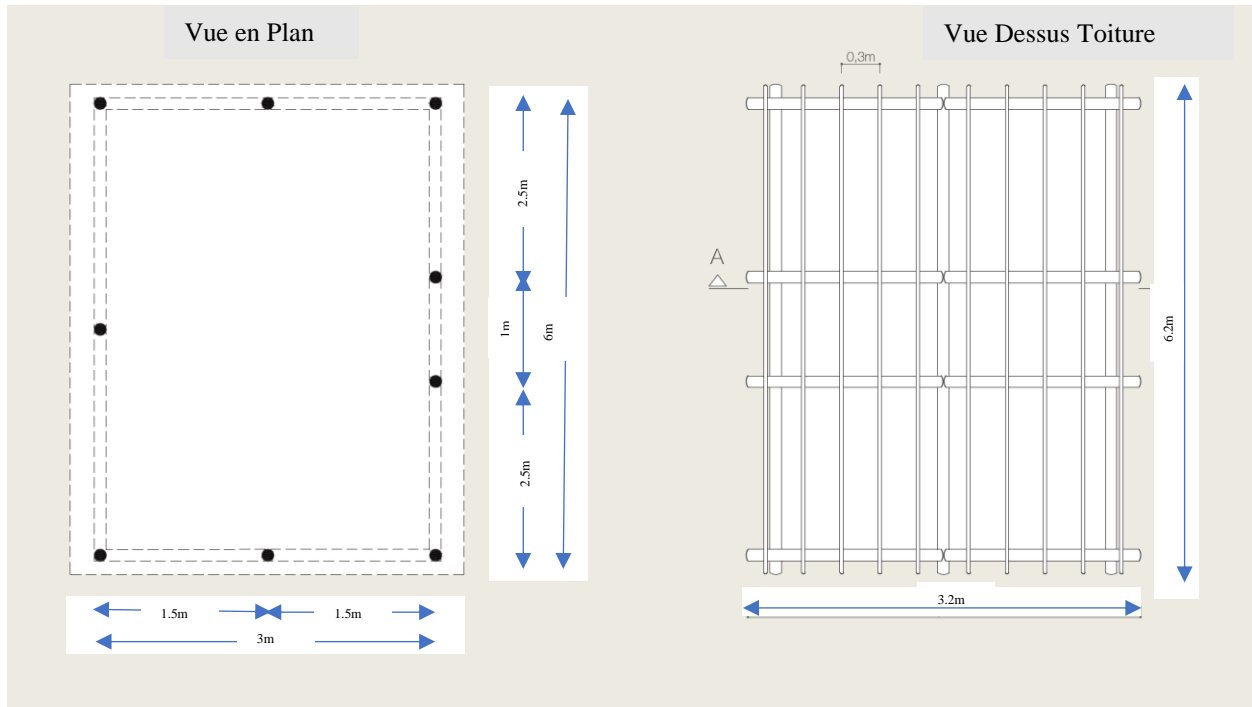 Vue en Plan
2.5m
1m
6m
2.5m
1.5m
1.5m
3m
Vue Dessus Toiture
0,3m
A
6.2m
3.2m